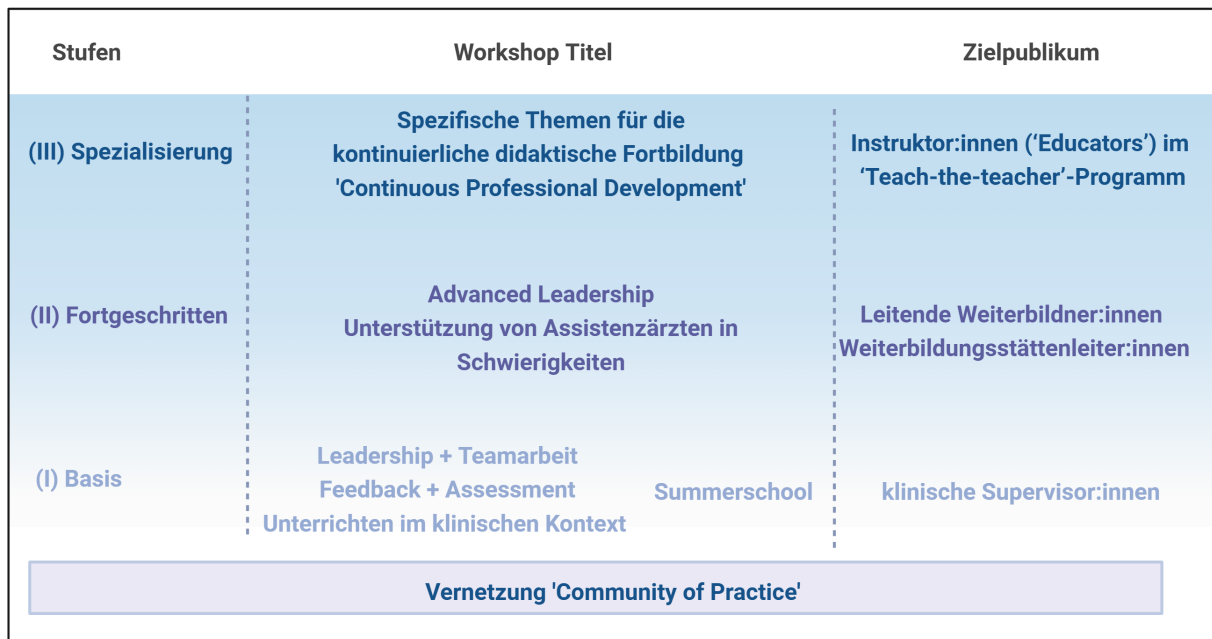 Stufen
Workshop Titel
Zielpublikum
(III) Spezialisierung
Spezifische Themen für die
kontinuierliche didaktische Fortbildung
'Continuous Professional Development'
Instruktor:innen (‘Educators’) im
‘Teach-the-teacher’-Programm
(II) Fortgeschritten
Advanced Leadership
Unterstützung von Assistenzärzten in
Schwierigkeiten
Leitende Weiterbildner:innen
Weiterbildungsstättenleiter:innen
(I) Basis
Leadership + Teamarbeit
Feedback + Assessment
Unterrichten im klinischen Kontext
Summerschool
klinische Supervisor:innen
Vernetzung 'Community of Practice'